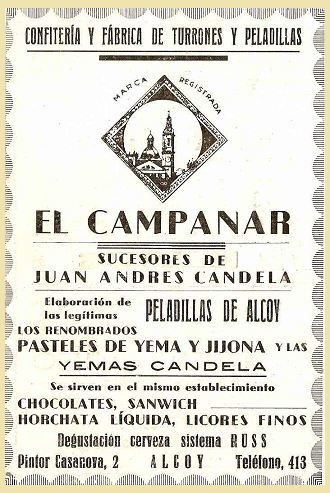 CONFITERÍA Y FÁBRICA DE TURRONES Y PELADILLAS
MARCA REGISTRADA
EL CAMPANAR
SUCESORES DE
JUAN ANDRES CANDELA
Elaboración de
las legítimas PELADILLAS DE ALCOY
LOS RENOMBRADOS
PASTELES DE YEMA Y JIJONA Y LAS
YEMAS CANDELA
Se sirven en el mismo establecimiento
CHOCOLATES, SANWICH
HORCHATA LÍQUIDA, LICORES FINOS
Degustación cerveza sistema RUSS
Pintor Casanova, 2 ALCOY Teléfono, 413